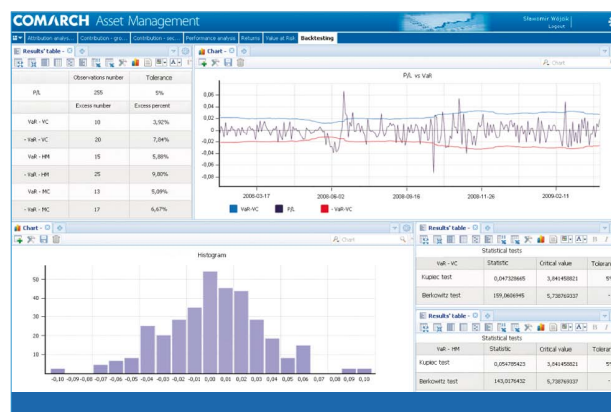 COMARCH Asset Management
Sławomir Wójcik
Logout
Attribution analys... Contribution - gro... Contribution - sec... Performance analysis Returns Value at Risk Backtesting
Results' table -
Observations number Tolerance
P/L 255 5%
Excess number Excess percent
VaR - VC 10 3,92%
- VaR - VC 20 7,84%
VaR - HM 15 5,88%
- VaR - HM 25 9,80%
VaR - MC 13 5,09%
- VaR - MC 17 6,67%
Chart -
Chart
P/L vs VaR
0,06
0,04
0,02
0
-0,02
-0,04
-0,06
-0,08
2008-03-17 2008-06-02 2008-09-16 2008-11-26 2009-02-11
VaR-VC P/L - VaR-VC
Chart -
Chart
Histogram
50
40
30
20
10
-0,10 -0,09 -0,08 -0,07 -0,06 -0,05 -0,04 -0,03 -0,02 -0,01 0,00 0,01 0,02 0,03 0,04 0,05 0,06 0,07 0,08 0,09 0,10
Results' table -
Statistical tests
VaR - VC Statistic Critical value Toleran
Kupiec test 0,047328665 3,841458821 5%
Berkowitz test 159,0606945 5,738769337 -
Results' table -
Statistical tests
VaR - HM Statistic Critical value Toleran
Kupiec test 0,054785423 3,841458821 5%
Berkowitz test 143,0176432 5,738769337 -